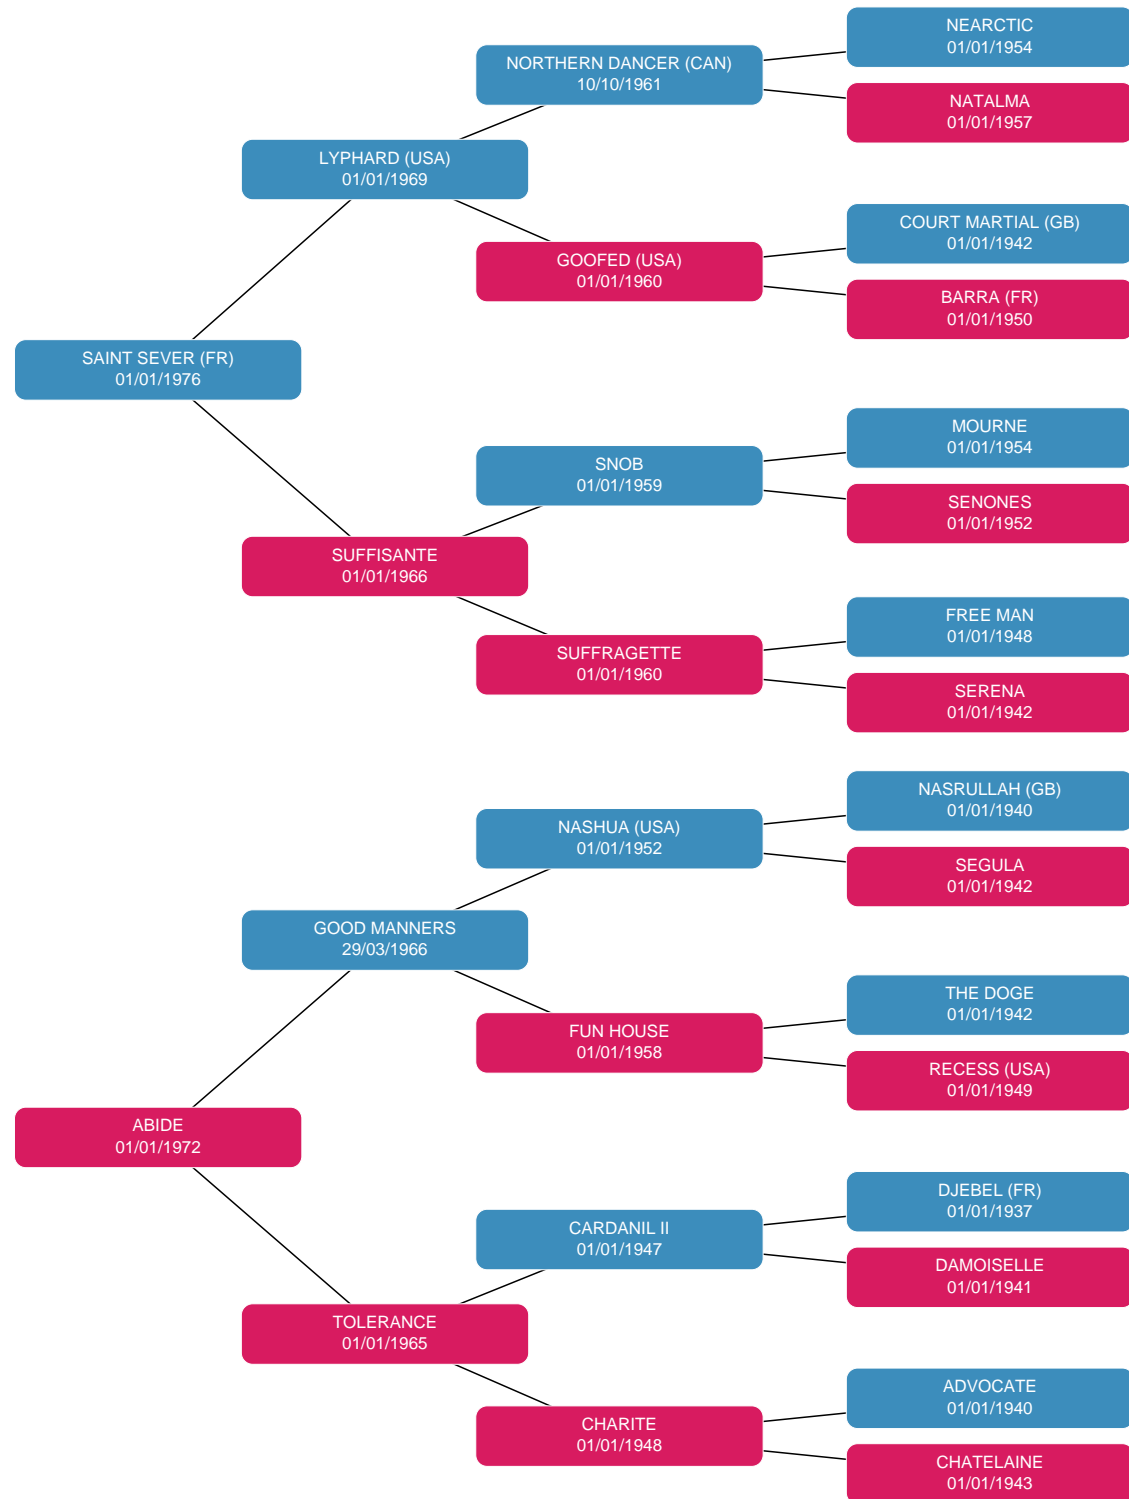 NEARCTIC
01/01/1954
NORTHERN DANCER (CAN)
10/10/1961
NATALMA
01/01/1957
LYPHARD (USA)
01/01/1969
COURT MARTIAL (GB)
01/01/1942
GOOFED (USA)
01/01/1960
BARRA (FR)
01/01/1950
SAINT SEVER (FR)
01/01/1976
MOURNE
01/01/1954
SNOB
01/01/1959
SENONES
01/01/1952
SUFFISANTE
01/01/1966
FREE MAN
01/01/1948
SUFFRAGETTE
01/01/1960
SERENA
01/01/1942
NASRULLAH (GB)
01/01/1940
NASHUA (USA)
01/01/1952
SEGULA
01/01/1942
GOOD MANNERS
29/03/1966
THE DOGE
01/01/1942
FUN HOUSE
01/01/1958
RECESS (USA)
01/01/1949
ABIDE
01/01/1972
DJEBEL (FR)
01/01/1937
CARDANIL II
01/01/1947
DAMOISELLE
01/01/1941
TOLERANCE
01/01/1965
ADVOCATE
01/01/1940
CHARITE
01/01/1948
CHATELAINE
01/01/1943